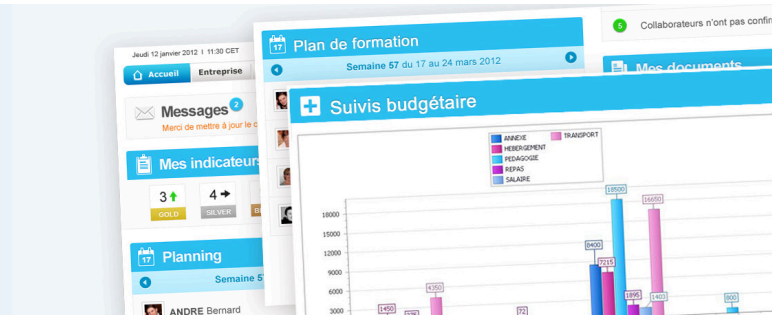 Jeudi 12 janvier 2012 | 11:30 CET
Accueil
Entreprise
Messages 2
Merci de mettre à jour le
Mes indicateurs
3
4
GOLD
SILVER
17
Planning
Semaine
ANDRE Bernard
17
Plan de formation
Semaine 57 du 17 au 24 mars 2012
5
Collaborateurs n'ont pas
Mes documents
Suivis budgétaire
ANNEXE
TRANSPORT
HEBERGEMENT
PEDAGOGIE
REPAS
SALAIRE
18000
15000
12000
9000
6000
3000
1450
4350
72
8400
7215
18500
1895
1403
16650
800